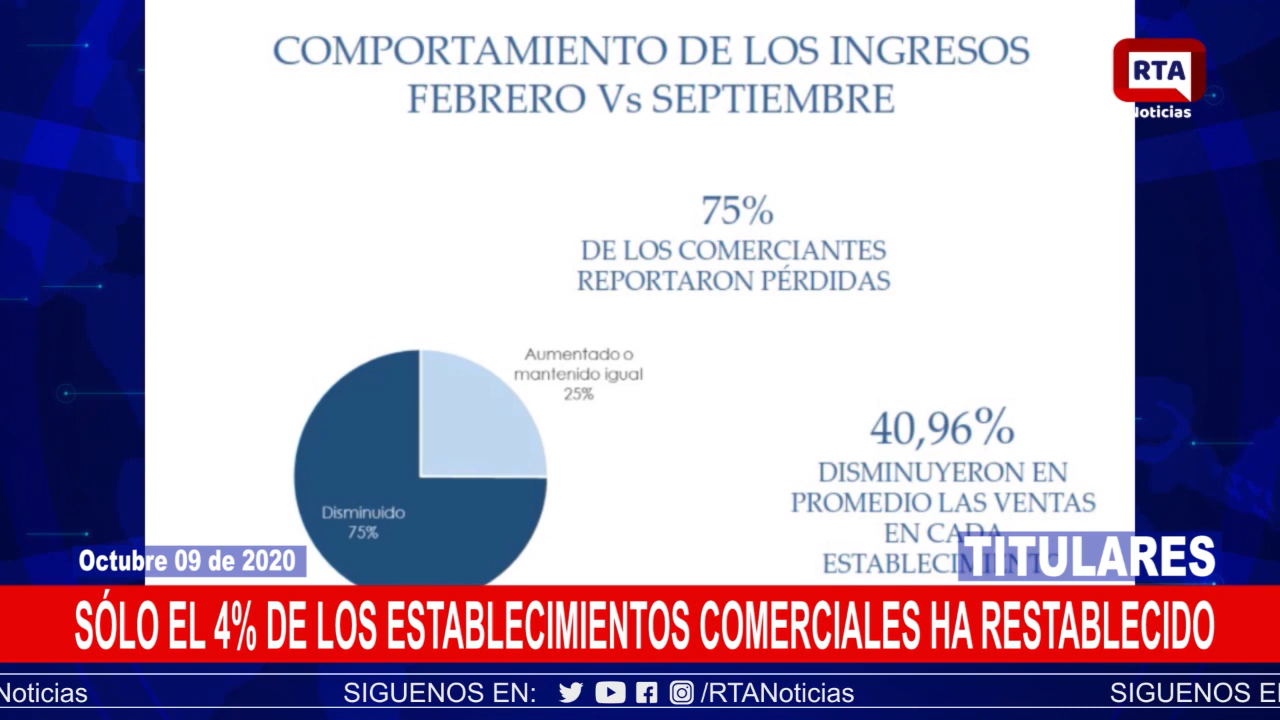 COMPORTAMIENTO DE LOS INGRESOS
FEBRERO Vs SEPTIEMBRE
RTA
Noticias
75%
DE LOS COMERCIANTES
REPORTARON PÉRDIDAS
Aumentado o
mantenido igual
25%
Disminuido
75%
40,96%
DISMINUYERON EN
PROMEDIO LAS VENTAS
EN CADA
ESTABLECIMIENTO
Octubre 09 de 2020
TITULARES
SÓLO EL 4% DE LOS ESTABLECIMIENTOS COMERCIALES HA RESTABLECIDO
Noticias SIGUENOS EN: /RTANoticias SIGUENOS E